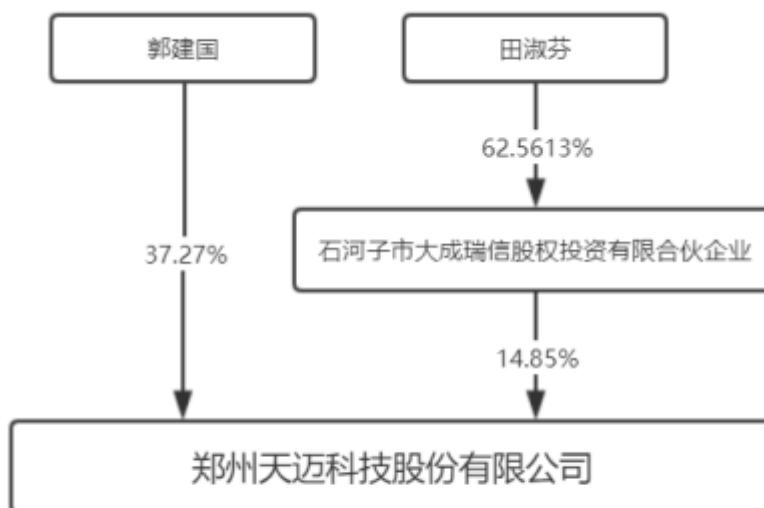 郭建国
田淑芬
62.5613%
石河子市大成瑞信股权投资有限合伙企业
37.27%
14.85%
郑州天迈科技股份有限公司